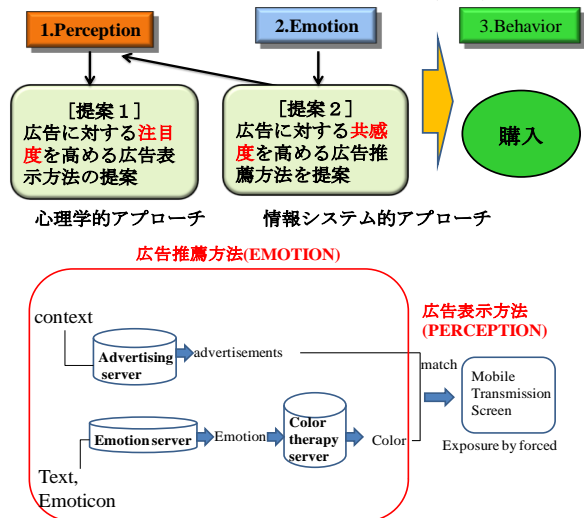 1.Perception
2.Emotion
3.Behavior
［提案１］
広告に対する注目
度を高める広告表
示方法の提案
［提案２］
広告に対する共感
度を高める広告推
薦方法を提案
購入
心理学的アプローチ
情報システム的アプローチ
広告推薦方法(EMOTION)
広告表示方法
(PERCEPTION)
context
Advertising
server
advertisements
match
Mobile
Transmission
Screen
Emotion server
Emotion
Color
therapy
server
Color
Exposure by forced
Text,
Emoticon